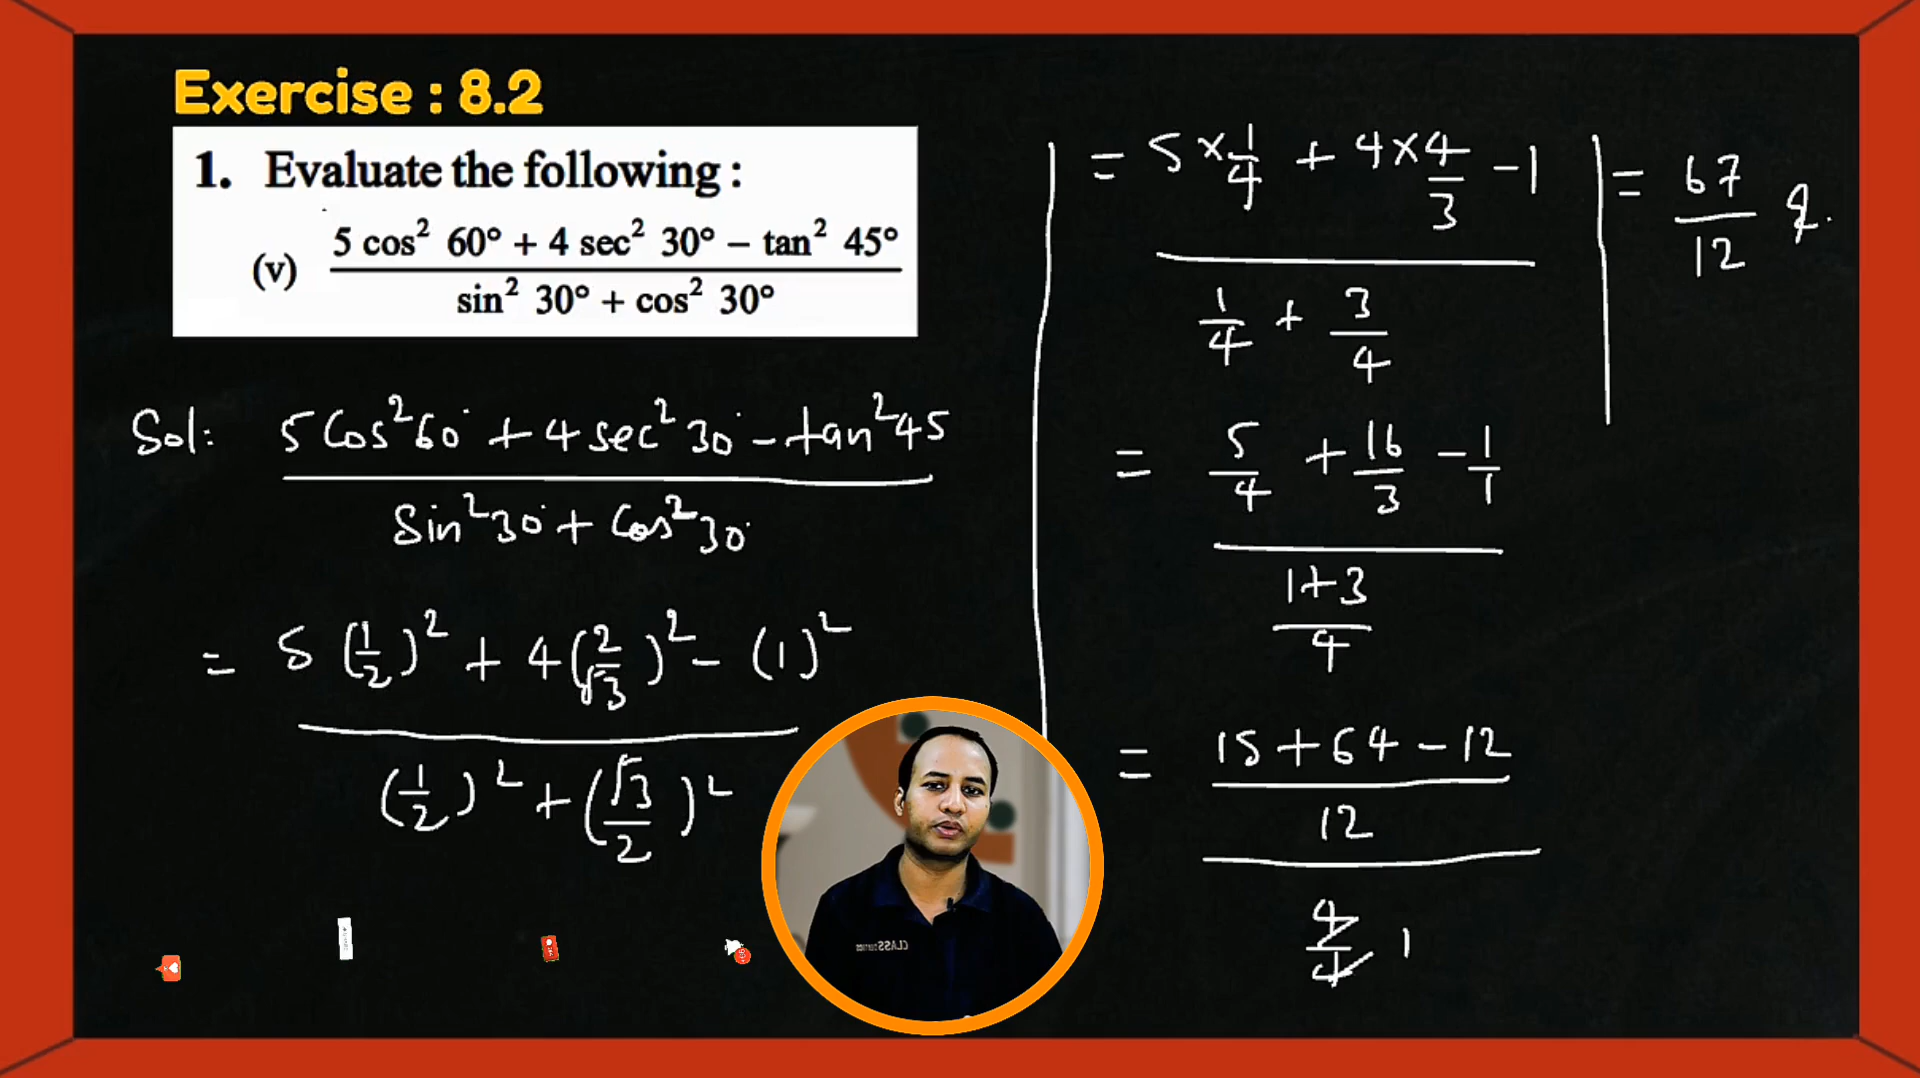 Exercise : 8.2
1. Evaluate the following :
(v) (5 cos² 60° + 4 sec² 30° – tan² 45°) / (sin² 30° + cos² 30°)
Sol: (5 Cos²60° + 4 sec²30° – tan²45) / (Sin²30° + Cos²30°)
= (5 (1/2)² + 4(2/√3)² – (1)²) / ((1/2)² + (√3/2)²)
= (5 × 1/4 + 4 × 4/3 – 1) / (1/4 + 3/4)
= (5/4 + 16/3 – 1/1) / ((1+3)/4)
= ((15 + 64 – 12)/12) / (4/4) 1
= 67/12
CLASS